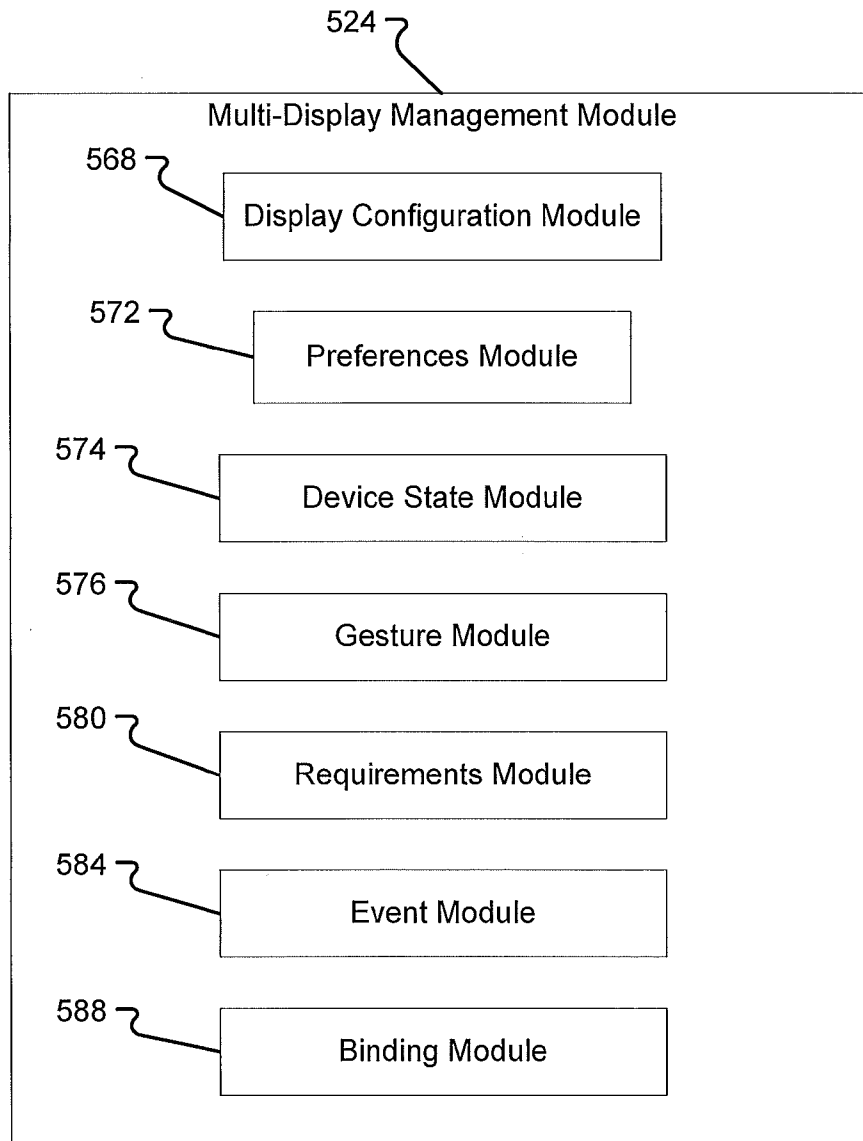 524
Multi-Display Management Module
568
Display Configuration Module
572
Preferences Module
574
Device State Module
576
Gesture Module
580
Requirements Module
584
Event Module
588
Binding Module